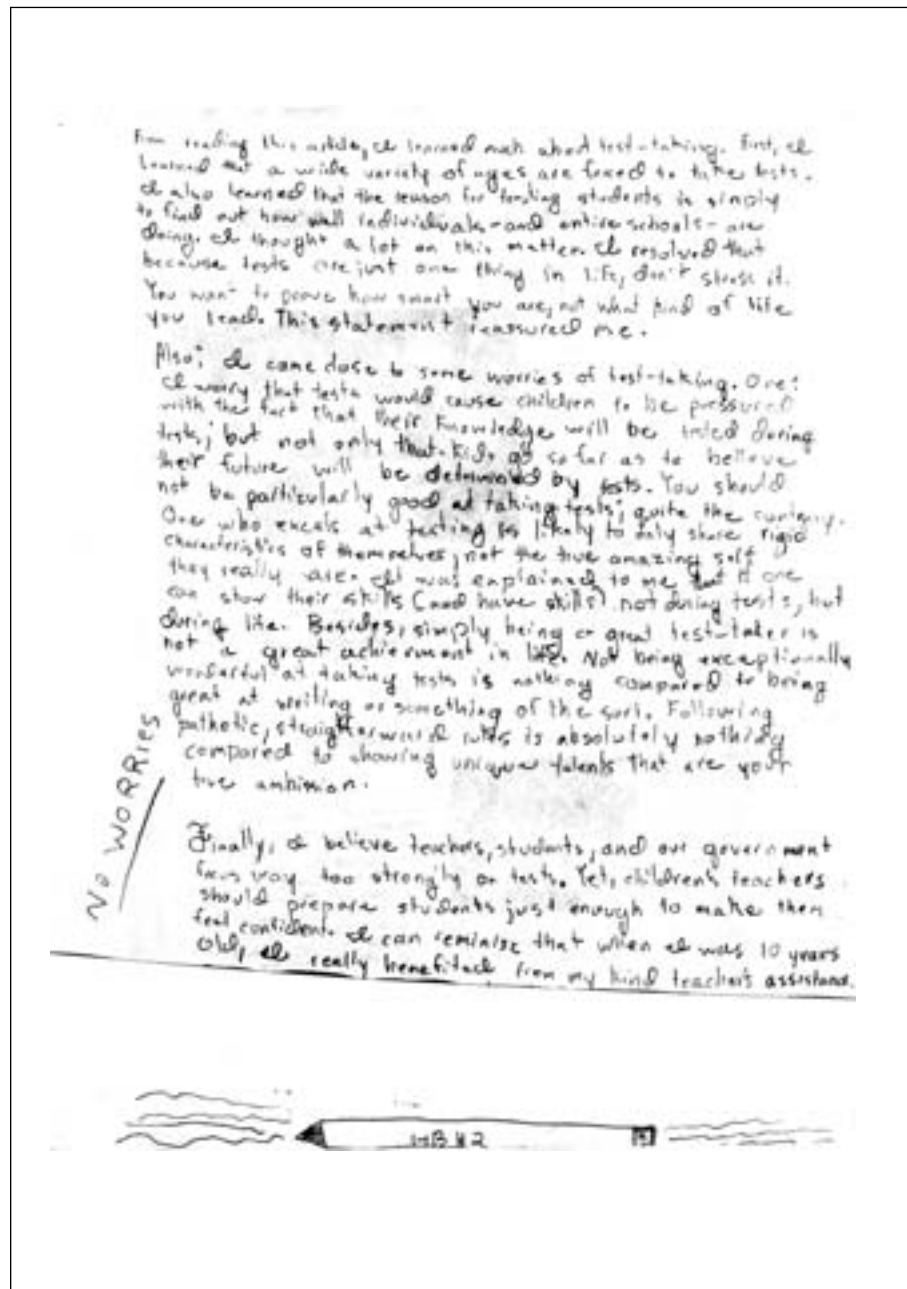 From reading this article, I learned much about test-taking. First, I
learned that a wide variety of ages are forced to take tests.
I also learned that the reason for testing students is simply
to find out how well individuals - and entire schools - are
doing. I thought a lot on this matter. I resolved that
because tests are just one thing in life, don't stress it.
You want to prove how smart you are, not what kind of life
you lead. This statement reassured me.
Also; I came close to some worries of test-taking. One:
I worry that tests would cause children to be pressured
with the fact that their knowledge will be tested during
tests; but not only that - kids go so far as to believe
their future will be determined by tests. You should
not be particularly good at taking tests; quite the contrary.
One who excels at testing is likely to only share rigid
characteristics of themselves, not the true amazing self
they really are. It was explained to me that if one
can show their skills (and have skills) not during tests, but
during life. Besides, simply being a great test-taker is
not a great achievment in life. Not being exceptionally
wonderful at taking tests is nothing compared to being
great at writing or something of the sort. Following
pathetic, straightforward rules is absolutely nothing
compared to showing unique talents that are your
true ambission.
NO WORRIES
Finally, I believe teachers, students, and our government
focus way too strongly on tests. Yet, children's teachers
should prepare students just enough to make them
feel confident. I can reminise that when I was 10 years
old, I really benefited from my kind teacher's assistance.
HB # 2